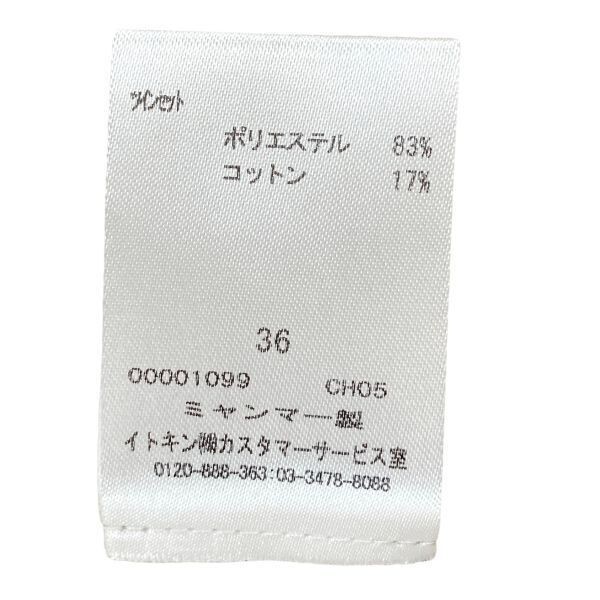 ツインセット
ポリエステル 83%
コットン 17%
36
00001099 CH05
ミャンマー製
イトキン㈱カスタマーサービス室
0120-888-363:03-3478-8088